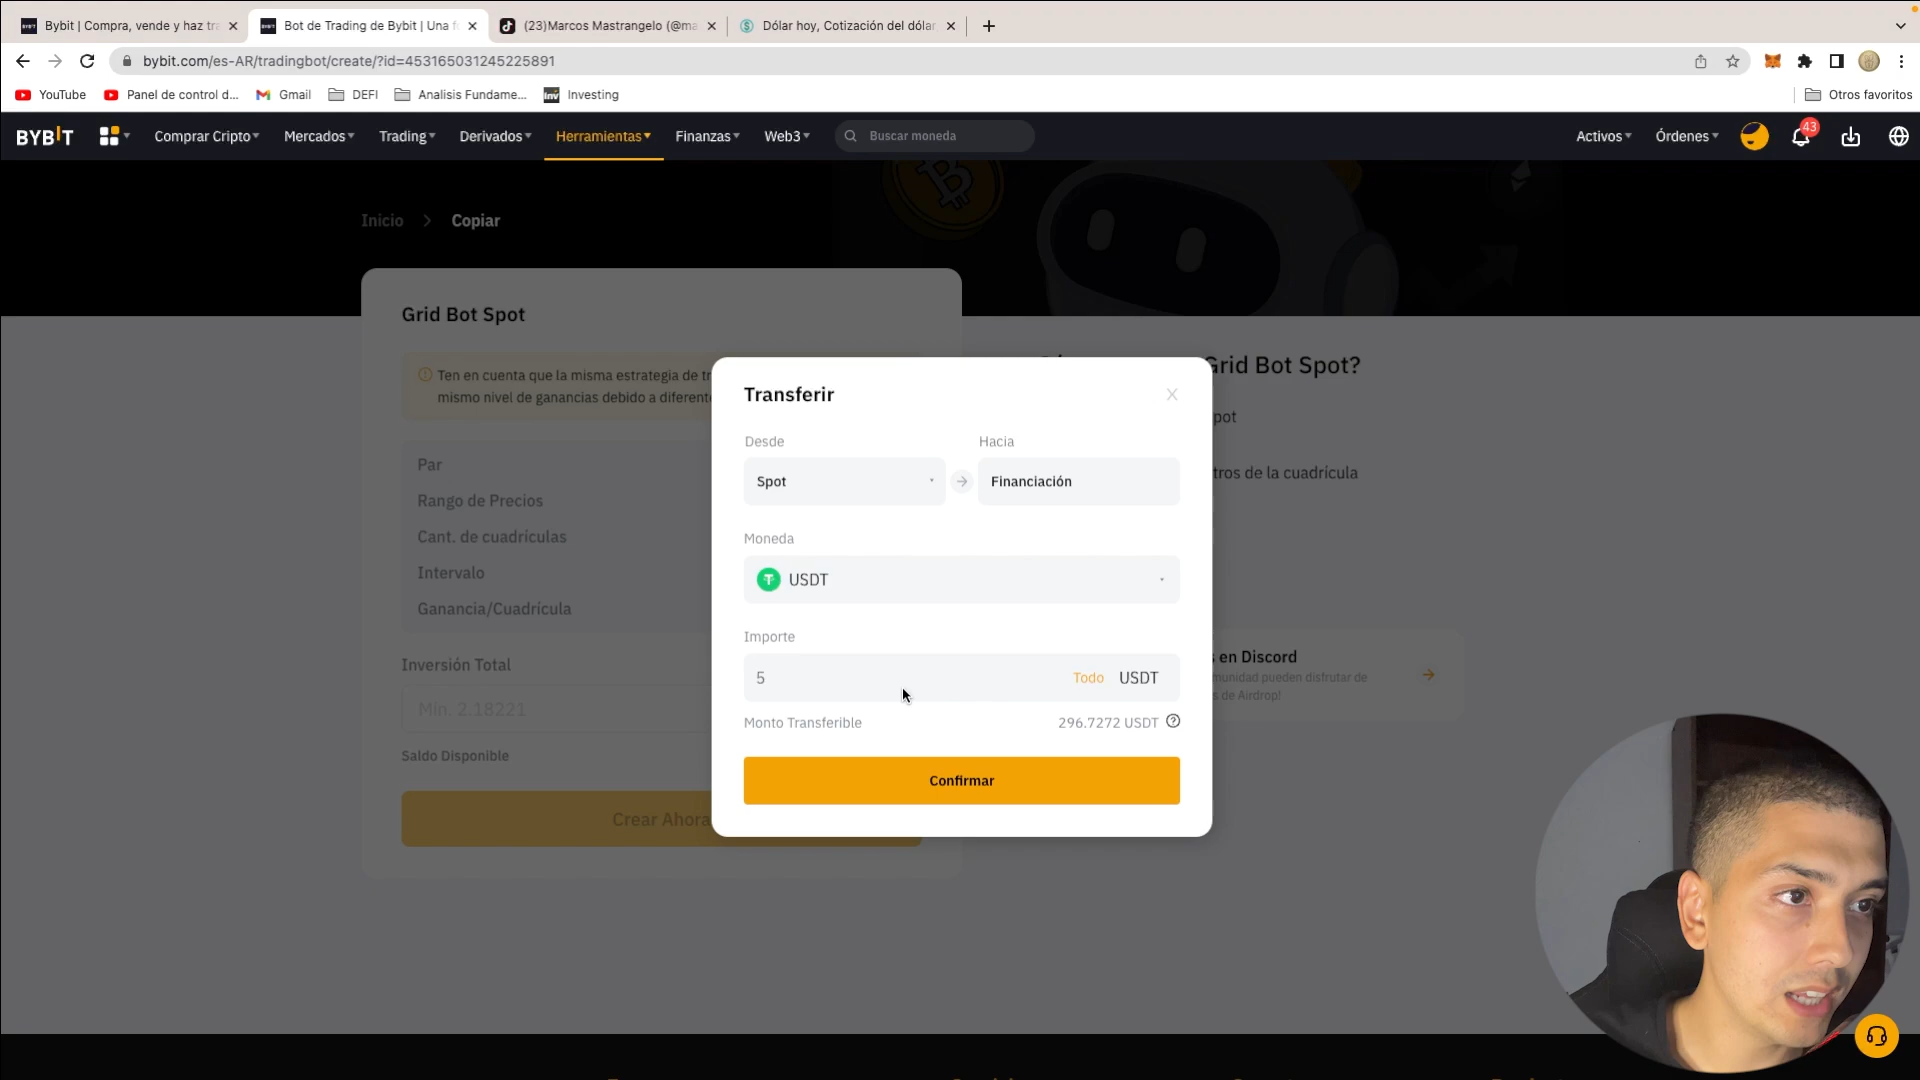 Bybit | Compra, vende y haz tra
Bot de Trading de Bybit | Una fo
(23)Marcos Mastrangelo (@ma
Dólar hoy, Cotización del dólar
bybit.com/es-AR/tradingbot/create/?id=453165031245225891
YouTube
Panel de control d...
Gmail
DEFI
Analisis Fundame...
Investing
Otros favoritos
BYBIT
Comprar Cripto
Mercados
Trading
Derivados
Herramientas
Finanzas
Web3
Buscar moneda
Activos
Órdenes
43
Inicio > Copiar
Grid Bot Spot
Ten en cuenta que la misma estrategia de tr
mismo nivel de ganancias debido a diferent
Par
Rango de Precios
Cant. de cuadrículas
Intervalo
Ganancia/Cuadrícula
Inversión Total
Mín. 2.18221
Saldo Disponible
Crear Ahora
Transferir
Desde
Hacia
Spot
Financiación
Moneda
USDT
Importe
5
Todo
USDT
Monto Transferible
296.7272 USDT
Confirmar
Grid Bot Spot?
pot
tros de la cuadrícula
s en Discord
munidad pueden disfrutar de
s de Airdrop!